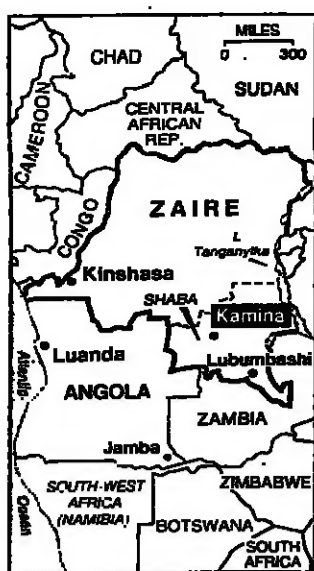 MILES
0 300
CHAD
SUDAN
CAMEROON
CENTRAL
AFRICAN
REP.
CONGO
ZAIRE
L
Tanganyika
Kinshasa
SHABA
Kamina
Luanda
Lubumbashi
Atlantic
ANGOLA
ZAMBIA
Jamba
SOUTH-WEST
AFRICA
(NAMIBIA)
Ocean
ZIMBABWE
BOTSWANA
SOUTH
AFRICA